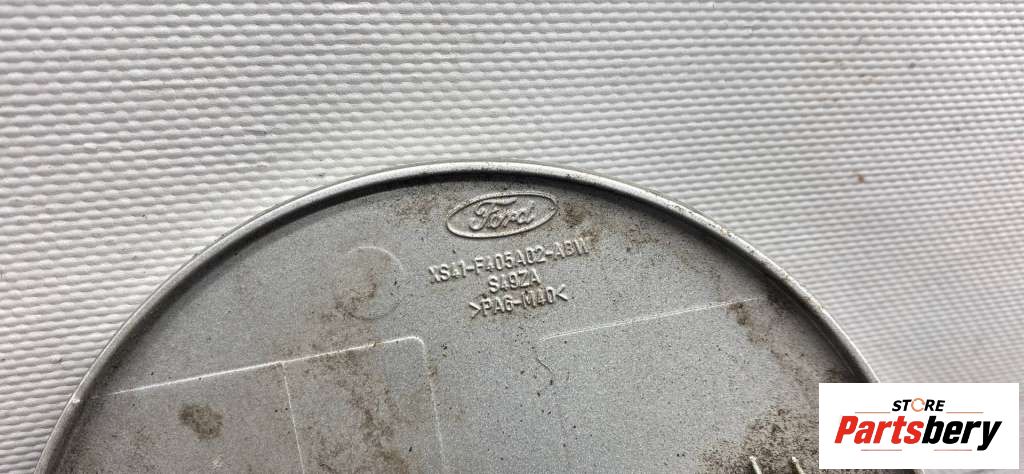 Ford
XS41-F405A02-ABW
S49ZA
>PA6-M40<
STORE
Partsbery